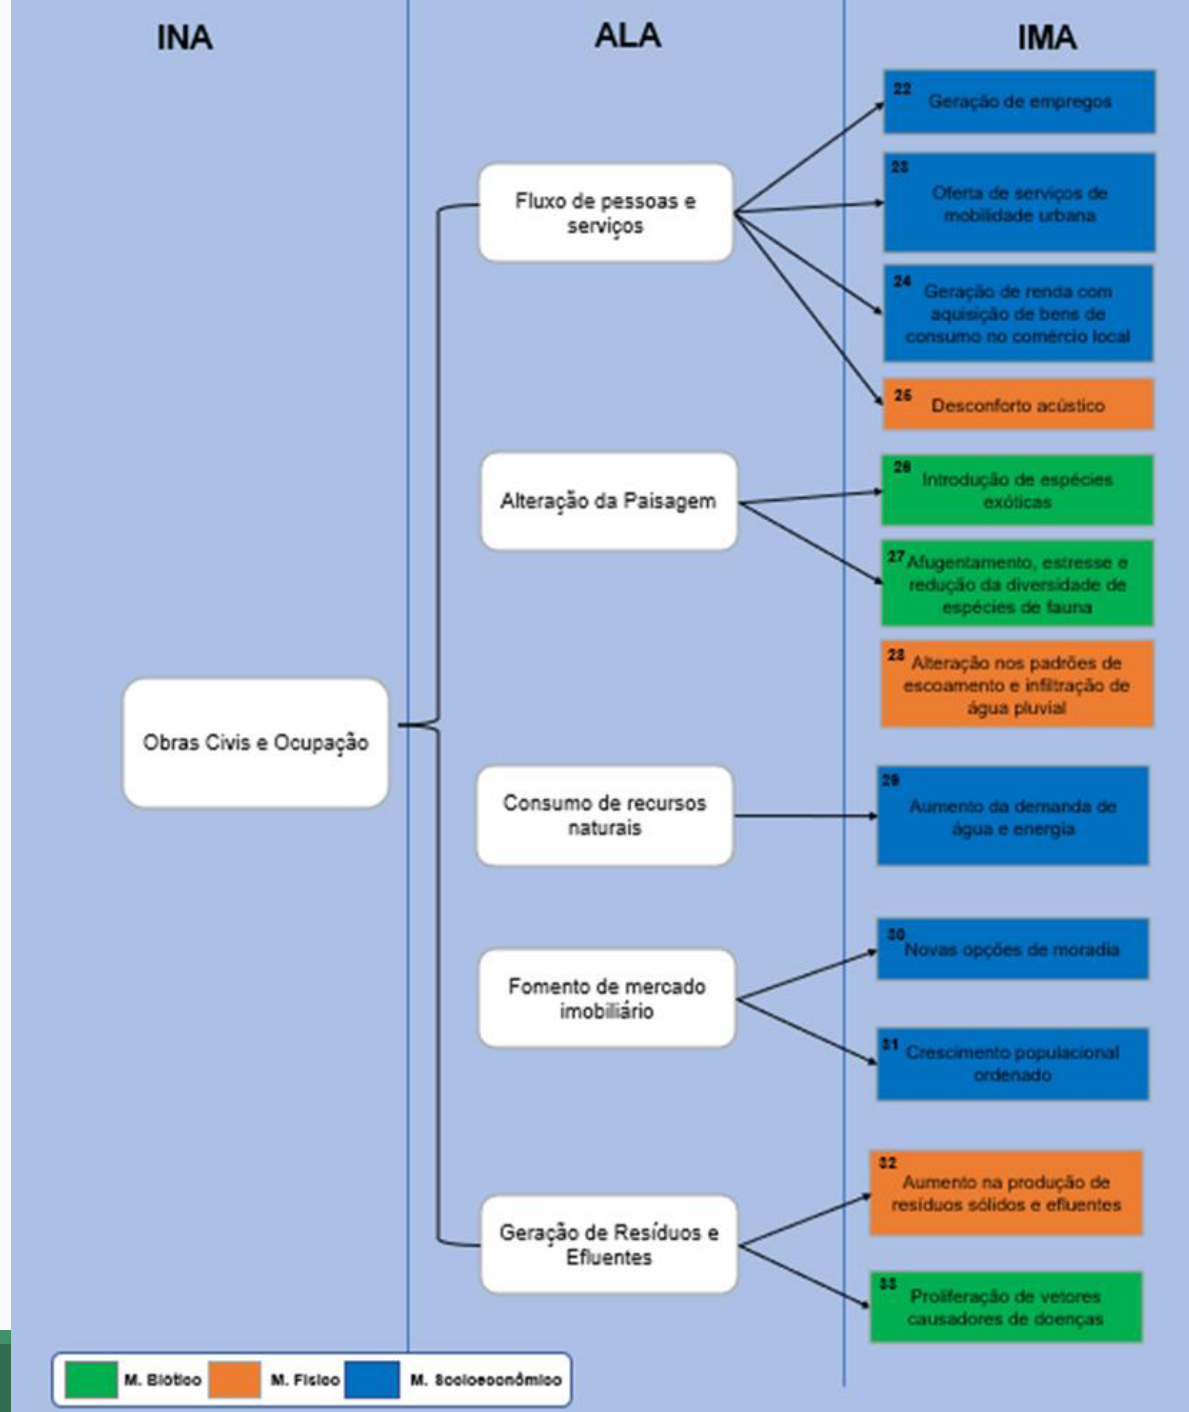 INA
ALA
IMA
22
Geração de empregos
23
Oferta de serviços de
mobilidade urbana
Fluxo de pessoas e
serviços
24
Geração de renda com
aquisição de bens de
consumo no comércio local
25
Desconforto acústico
Alteração da Paisagem
26
Introdução de espécies
exóticas
27
Afugentamento, estresse e
redução da diversidade de
espécies de fauna
28
Alteração nos padrões de
escoamento e infiltração de
água pluvial
Obras Civis e Ocupação
Consumo de recursos
naturais
29
Aumento da demanda de
água e energia
Fomento de mercado
imobiliário
30
Novas opções de moradia
31
Crescimento populacional
ordenado
Geração de Resíduos e
Efluentes
32
Aumento na produção de
resíduos sólidos e efluentes
33
Proliferação de vetores
causadores de doenças
M. Biótico
M. Físico
M. Socioeconômico